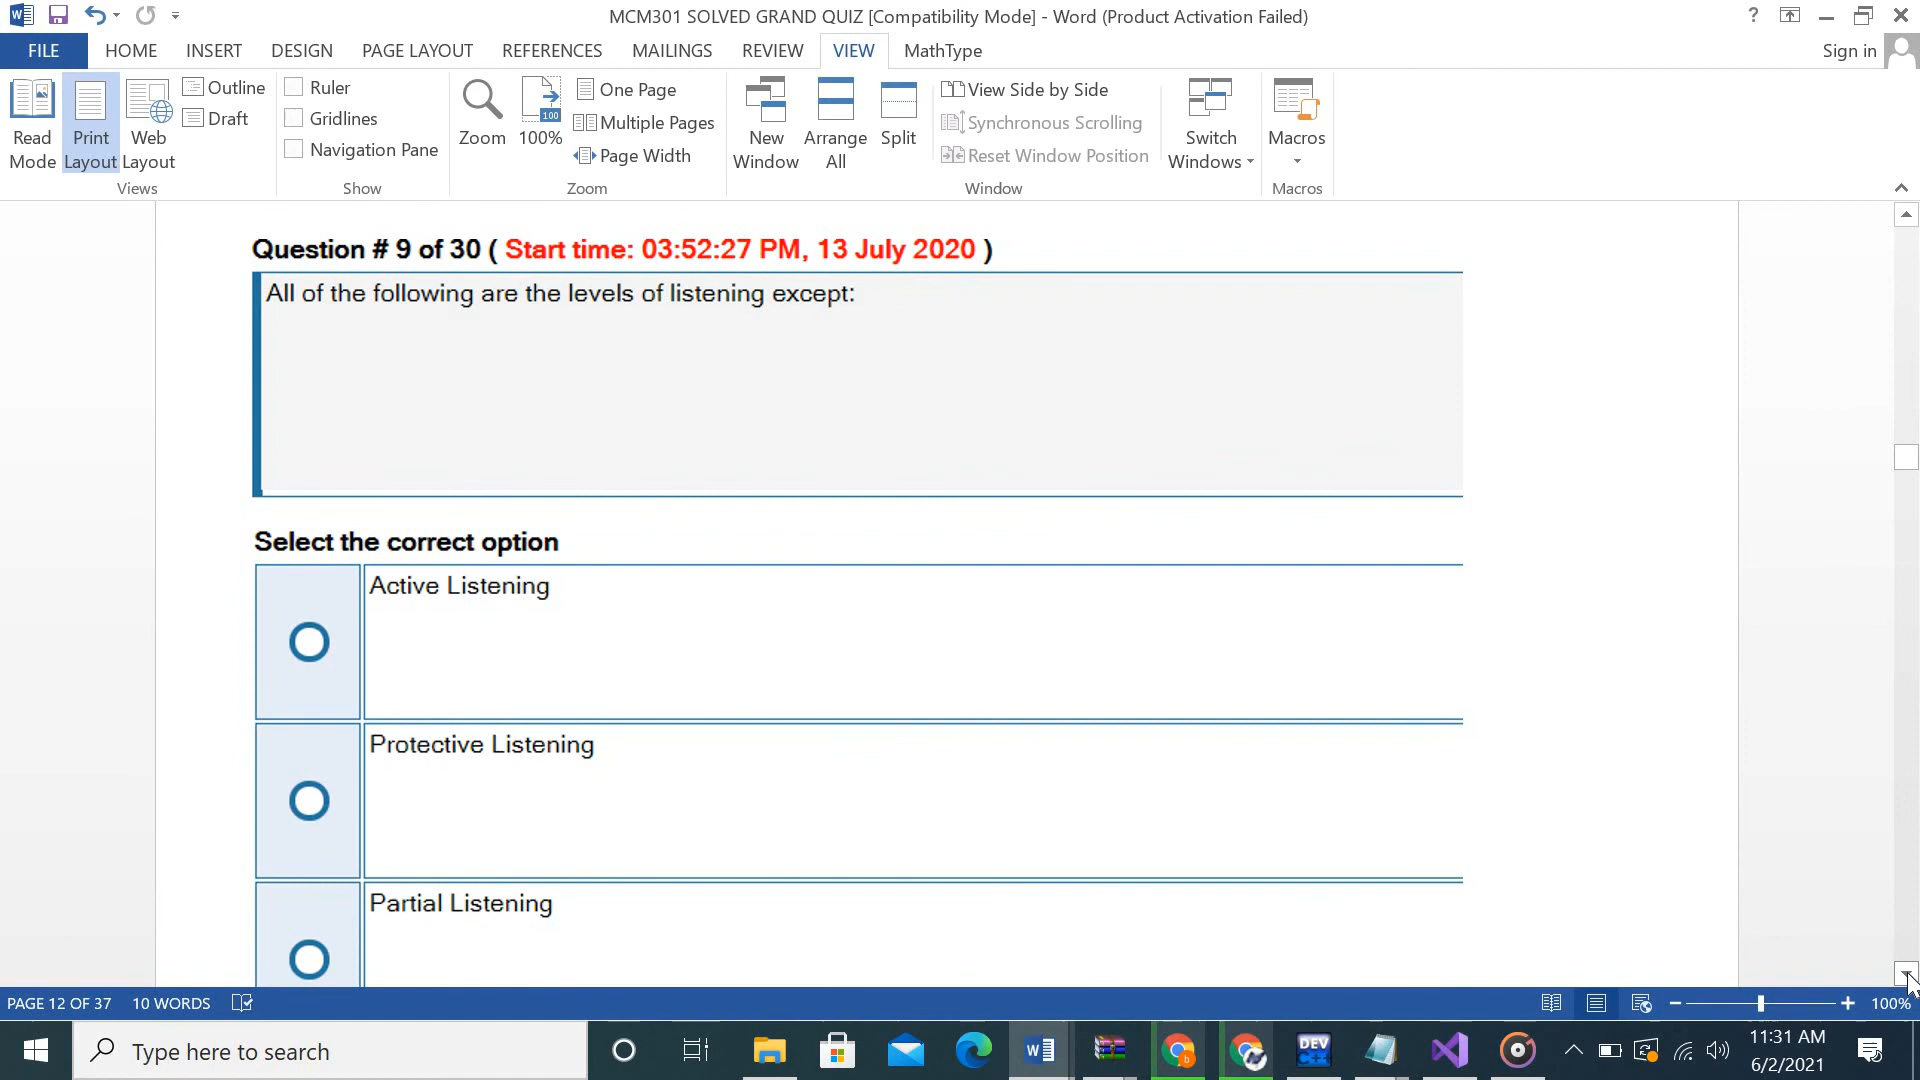 MCM301 SOLVED GRAND QUIZ [Compatibility Mode] - Word (Product Activation Failed)
?
FILE HOME INSERT DESIGN PAGE LAYOUT REFERENCES MAILINGS REVIEW VIEW MathType Sign in
Read Mode
Print Layout
Web Layout
Outline
Draft
Views
Ruler
Gridlines
Navigation Pane
Show
Zoom
100
100%
One Page
Multiple Pages
Page Width
Zoom
New Window
Arrange All
Split
View Side by Side
Synchronous Scrolling
Reset Window Position
Window
Switch Windows
Macros
Macros
Question # 9 of 30 ( Start time: 03:52:27 PM, 13 July 2020 )
All of the following are the levels of listening except:
Select the correct option
Active Listening
Protective Listening
Partial Listening
PAGE 12 OF 37 10 WORDS 100%
Type here to search
DEV C++
11:31 AM
6/2/2021